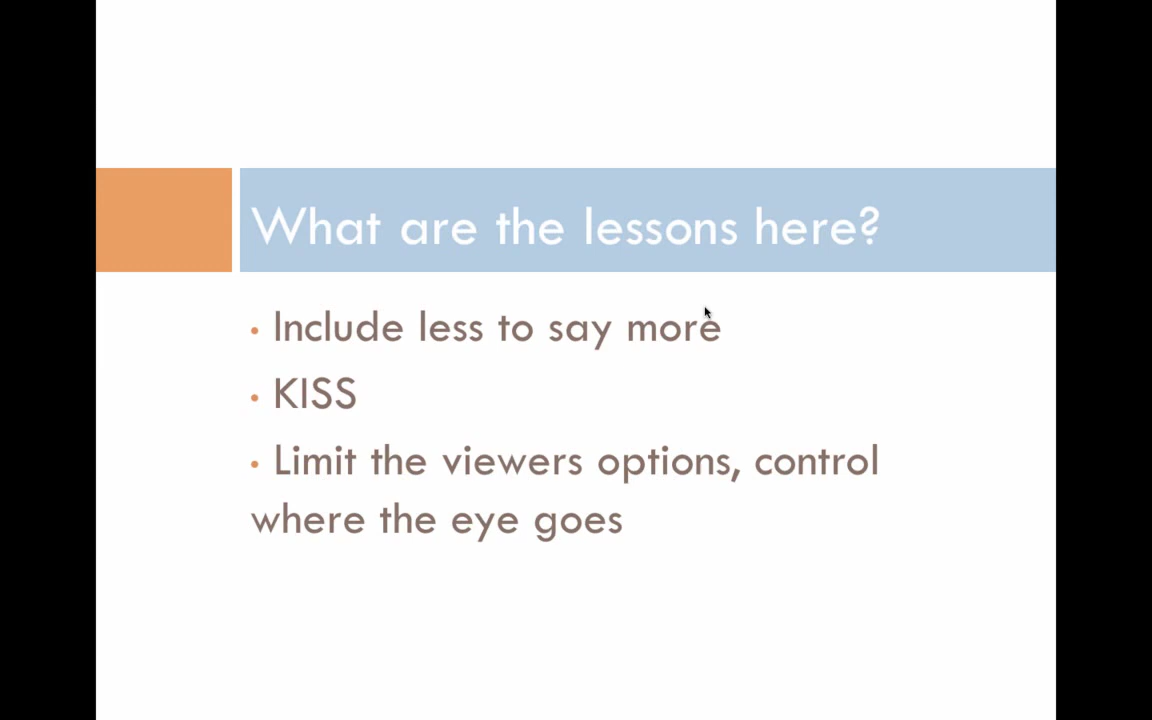 What are the lessons here?
• Include less to say more
• KISS
• Limit the viewers options, control
where the eye goes